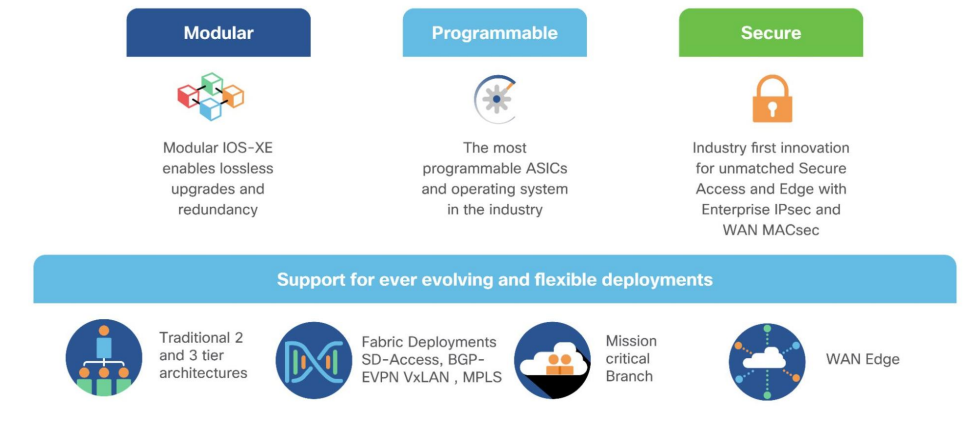 Modular
Programmable
Secure
Modular IOS-XE
enables lossless
upgrades and
redundancy
The most
programmable ASICs
and operating system
in the industry
Industry first innovation
for unmatched Secure
Access and Edge with
Enterprise IPsec and
WAN MACsec
Support for ever evolving and flexible deployments
Traditional 2
and 3 tier
architectures
Fabric Deployments
SD-Access, BGP-
EVPN VxLAN , MPLS
Mission
critical
Branch
WAN Edge